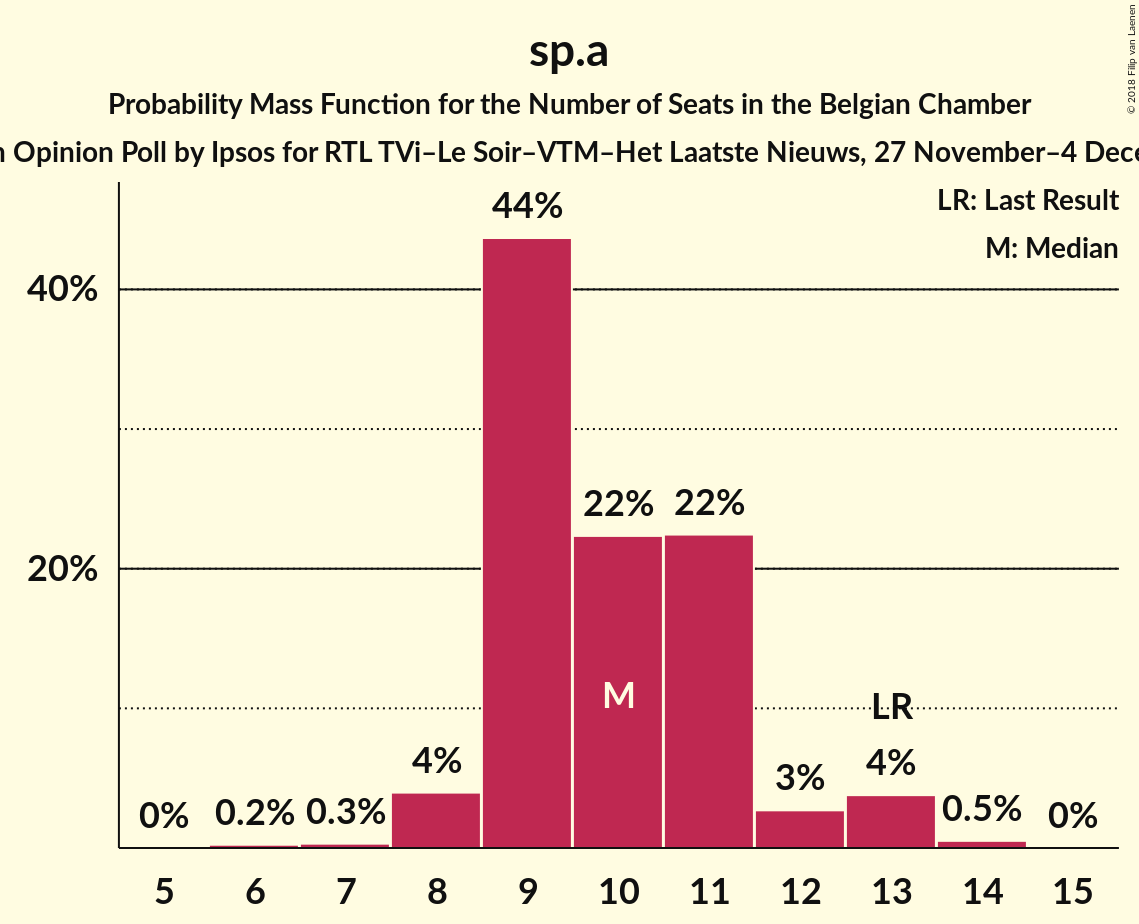 sp.a
Probability Mass Function for the Number of Seats in the Belgian Chamber
Opinion Poll by Ipsos for RTL TVi–Le Soir–VTM–Het Laatste Nieuws, 27 November–4
© 2018 Filip van Laenen
LR: Last Result
M: Median
44%
40%
22% 22%
20%
M
LR
4% 3% 4%
0% 0.2% 0.3% 0.5% 0%
5 6 7 8 9 10 11 12 13 14 15